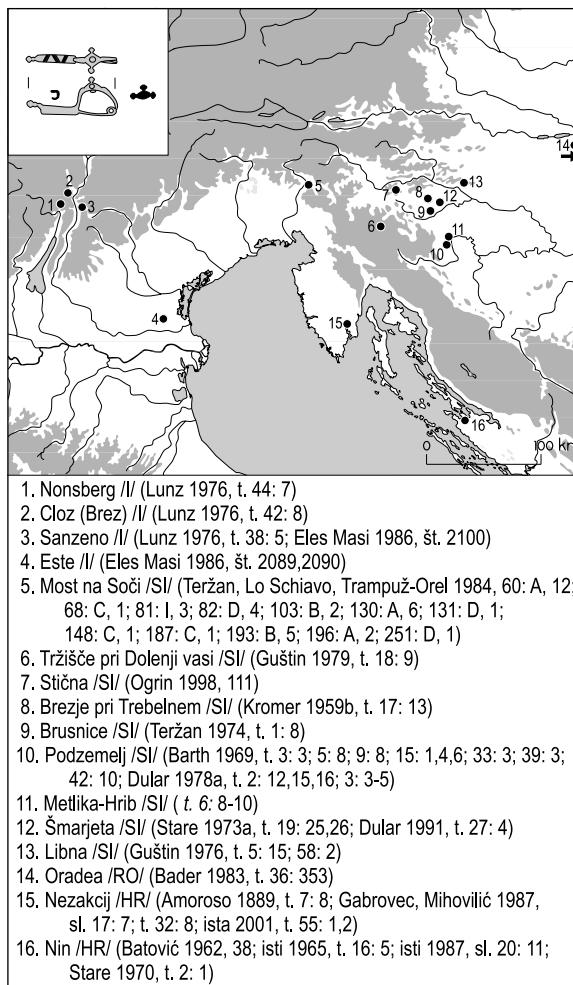 14
2
1
3
5
7
8
12
13
9
6
11
10
4
15
16
0
100 km
1. Nonsberg /I/ (Lunz 1976, t. 44: 7)
2. Cloz (Brez) /I/ (Lunz 1976, t. 42: 8)
3. Sanzeno /I/ (Lunz 1976, t. 38: 5; Eles Masi 1986, št. 2100)
4. Este /I/ (Eles Masi 1986, št. 2089,2090)
5. Most na Soči /SI/ (Teržan, Lo Schiavo, Trampuž-Orel 1984, 60: A, 12;
68: C, 1; 81: I, 3; 82: D, 4; 103: B, 2; 130: A, 6; 131: D, 1;
148: C, 1; 187: C, 1; 193: B, 5; 196: A, 2; 251: D, 1)
6. Tržišče pri Dolenji vasi /SI/ (Guštin 1979, t. 18: 9)
7. Stična /SI/ (Ogrin 1998, 111)
8. Brezje pri Trebelnem /SI/ (Kromer 1959b, t. 17: 13)
9. Brusnice /SI/ (Teržan 1974, t. 1: 8)
10. Podzemelj /SI/ (Barth 1969, t. 3: 3; 5: 8; 9: 8; 15: 1,4,6; 33: 3; 39: 3;
42: 10; Dular 1978a, t. 2: 12,15,16; 3: 3-5)
11. Metlika-Hrib /SI/ ( t. 6: 8-10)
12. Šmarjeta /SI/ (Stare 1973a, t. 19: 25,26; Dular 1991, t. 27: 4)
13. Libna /SI/ (Guštin 1976, t. 5: 15; 58: 2)
14. Oradea /RO/ (Bader 1983, t. 36: 353)
15. Nezakcij /HR/ (Amoroso 1889, t. 7: 8; Gabrovec, Mihovilić 1987,
sl. 17: 7; t. 32: 8; ista 2001, t. 55: 1,2)
16. Nin /HR/ (Batović 1962, 38; isti 1965, t. 16: 5; isti 1987, sl. 20: 11;
Stare 1970, t. 2: 1)